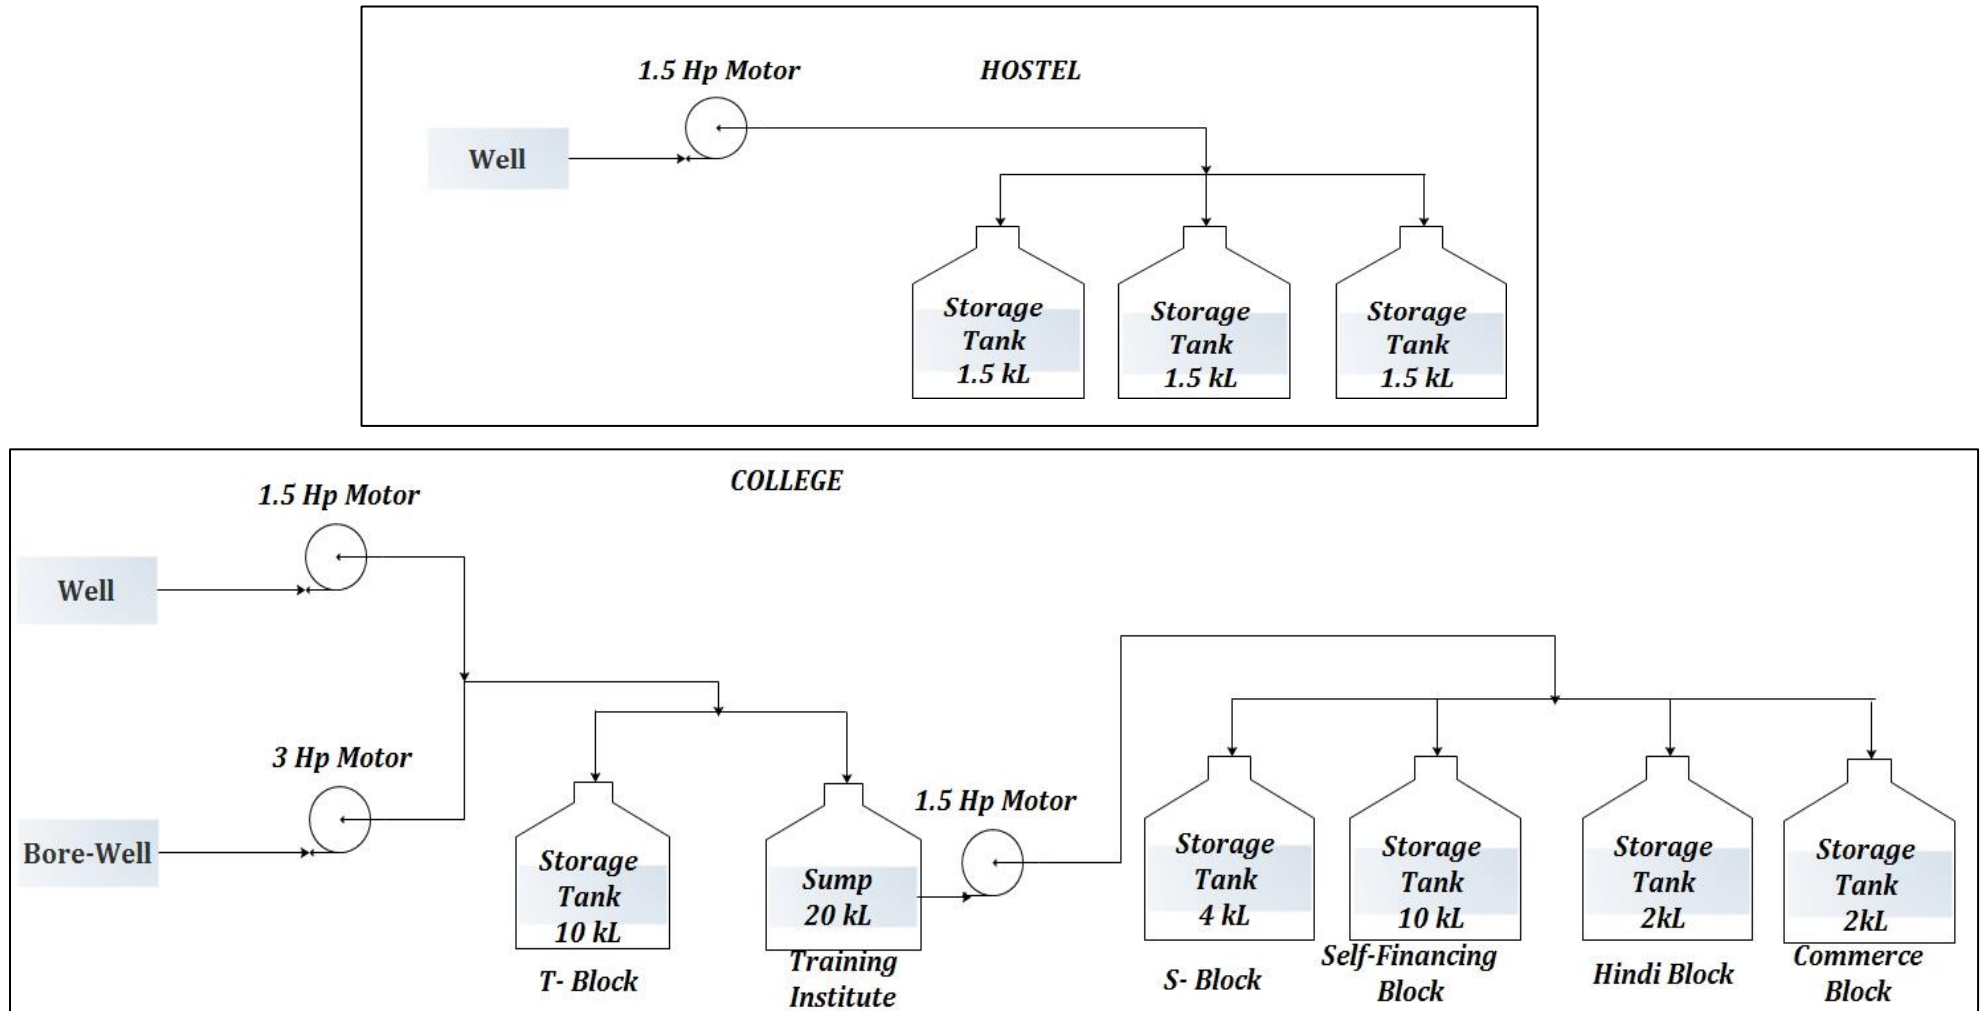 1.5 Hp Motor
HOSTEL
Well
Storage
Tank
1.5 kL
Storage
Tank
1.5 kL
Storage
Tank
1.5 kL
COLLEGE
1.5 Hp Motor
Well
3 Hp Motor
Bore-Well
Storage
Tank
10 kL
T- Block
Sump
20 kL
Training
Institute
1.5 Hp Motor
Storage
Tank
4 kL
S- Block
Storage
Tank
10 kL
Self-Financing
Block
Storage
Tank
2kL
Hindi Block
Storage
Tank
2kL
Commerce
Block